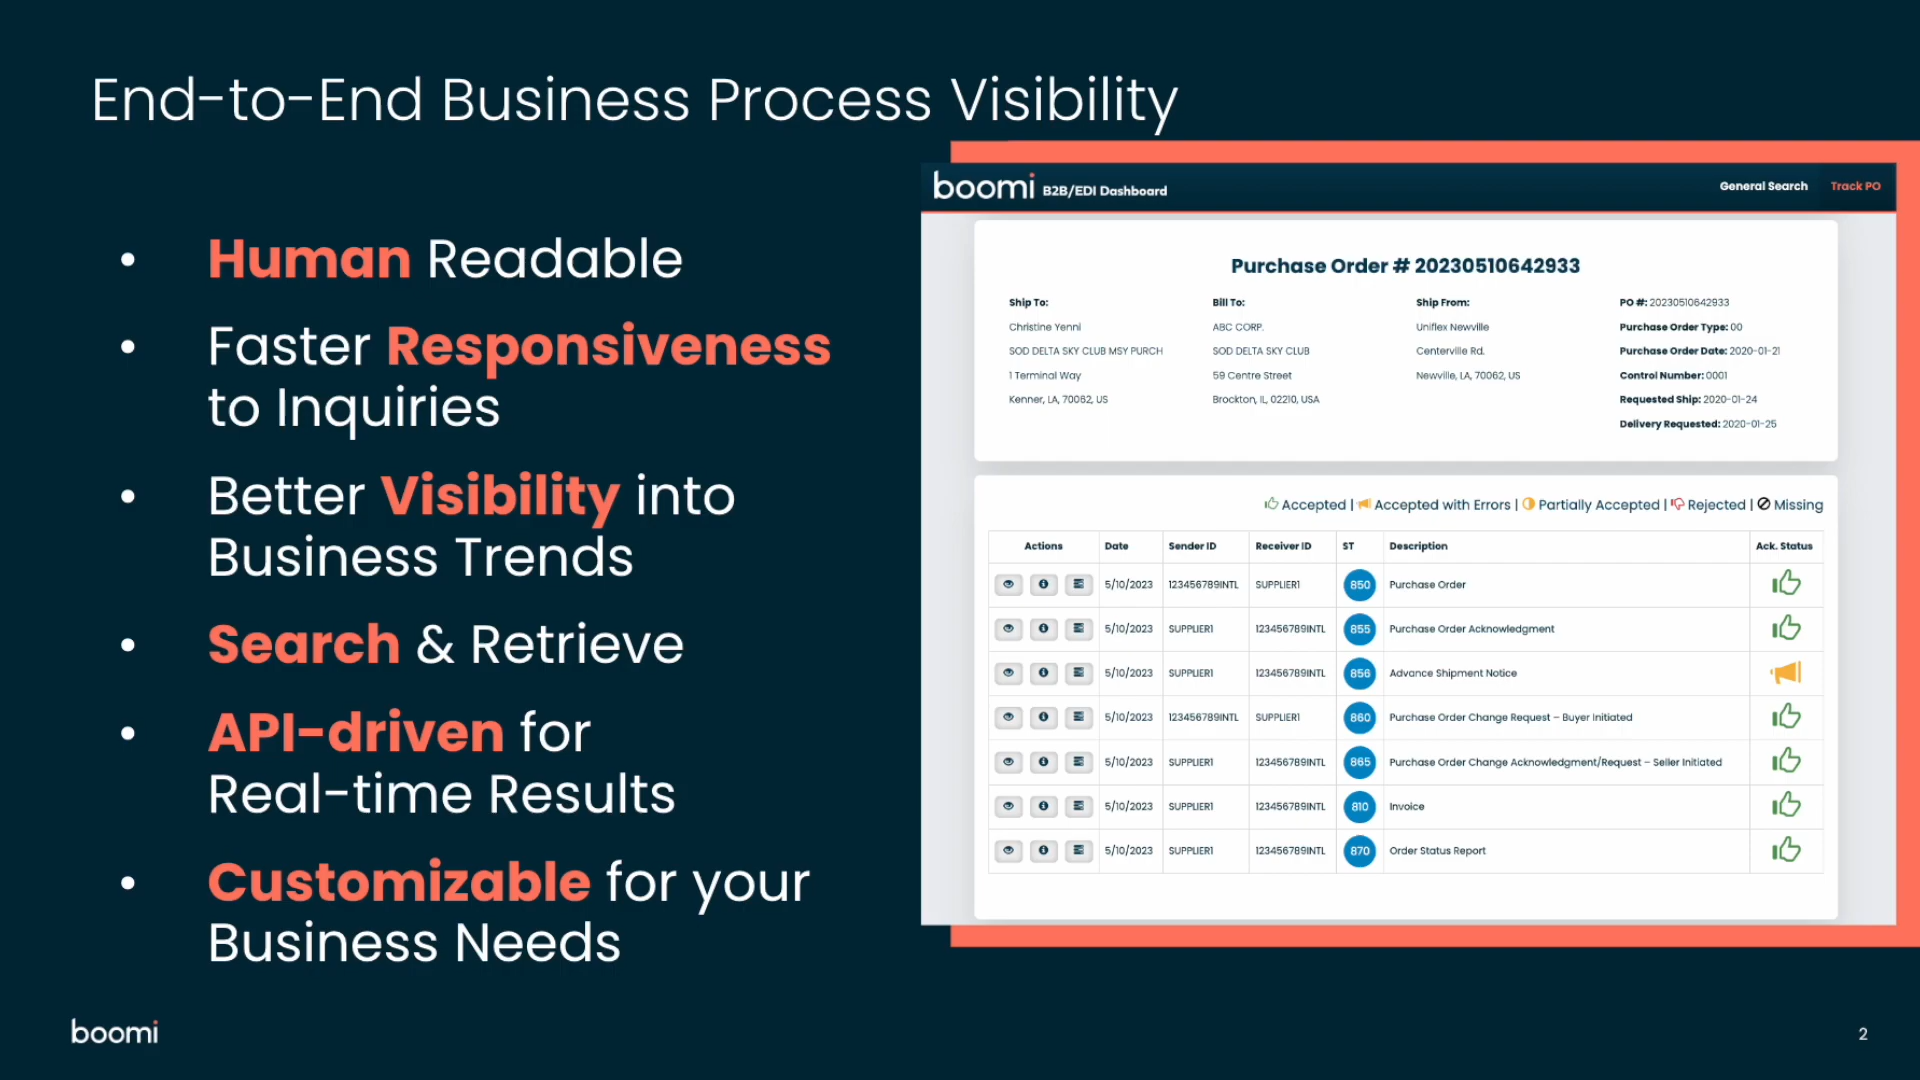 End-to-End Business Process Visibility
• Human Readable
• Faster Responsiveness
to Inquiries
• Better Visibility into
Business Trends
• Search & Retrieve
• API-driven for
Real-time Results
• Customizable for your
Business Needs
boomi B2B/EDI Dashboard
General Search Track PO
Purchase Order # 20230510642933
Ship To: Bill To: Ship From: PO #: 20230510642933
Christine Yenni ABC CORP. Uniflex Newville Purchase Order Type: 00
SOD DELTA SKY CLUB MSY PURCH SOD DELTA SKY CLUB Centerville Rd. Purchase Order Date: 2020-01-21
1 Terminal Way 59 Centre Street Newville, LA, 70062, US Control Number: 0001
Kenner, LA, 70062, US Brockton, IL, 02210, USA Requested Ship: 2020-01-24
Delivery Requested: 2020-01-25
Accepted | Accepted with Errors | Partially Accepted | Rejected | Missing
Actions Date Sender ID Receiver ID ST Description Ack. Status
5/10/2023 123456789INTL SUPPLIER1 850 Purchase Order
5/10/2023 SUPPLIER1 123456789INTL 855 Purchase Order Acknowledgment
5/10/2023 SUPPLIER1 123456789INTL 856 Advance Shipment Notice
5/10/2023 123456789INTL SUPPLIER1 860 Purchase Order Change Request – Buyer Initiated
5/10/2023 SUPPLIER1 123456789INTL 865 Purchase Order Change Acknowledgment/Request – Seller Initiated
5/10/2023 SUPPLIER1 123456789INTL 810 Invoice
5/10/2023 SUPPLIER1 123456789INTL 870 Order Status Report
boomi
2